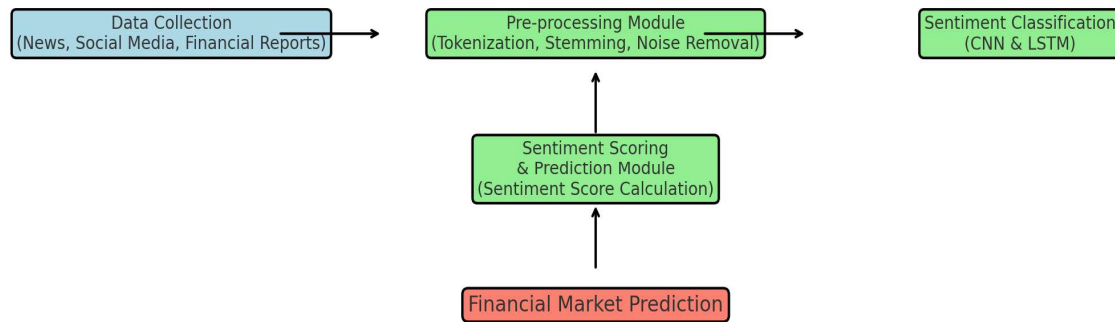 Data Collection
(News, Social Media, Financial Reports)
Pre-processing Module
(Tokenization, Stemming, Noise Removal)
Sentiment Classification
(CNN & LSTM)
Sentiment Scoring
& Prediction Module
(Sentiment Score Calculation)
Financial Market Prediction